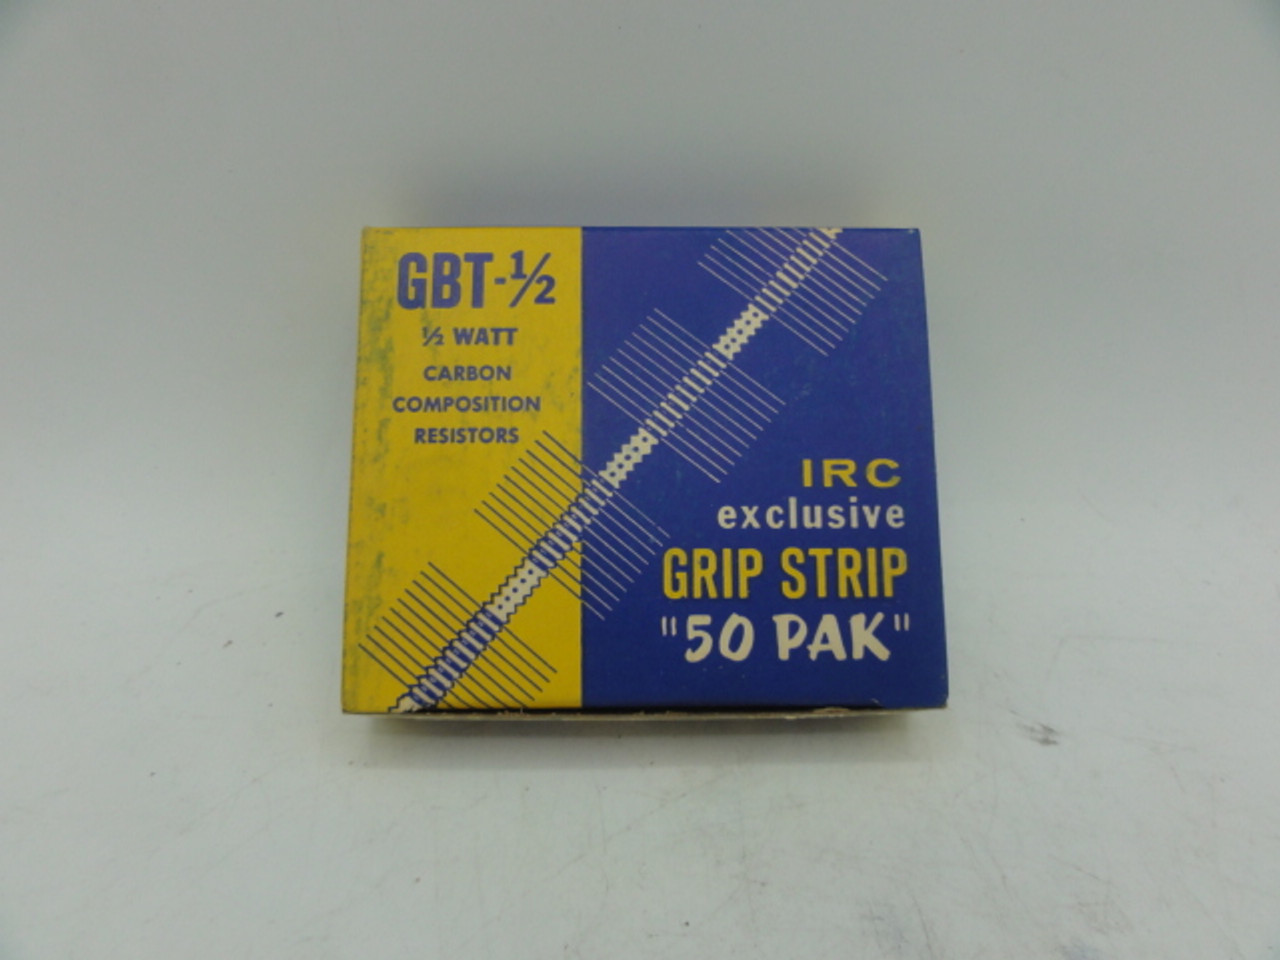 GBT-½
½ WATT
CARBON
COMPOSITION
RESISTORS
IRC
exclusive
GRIP STRIP
"50 PAK"